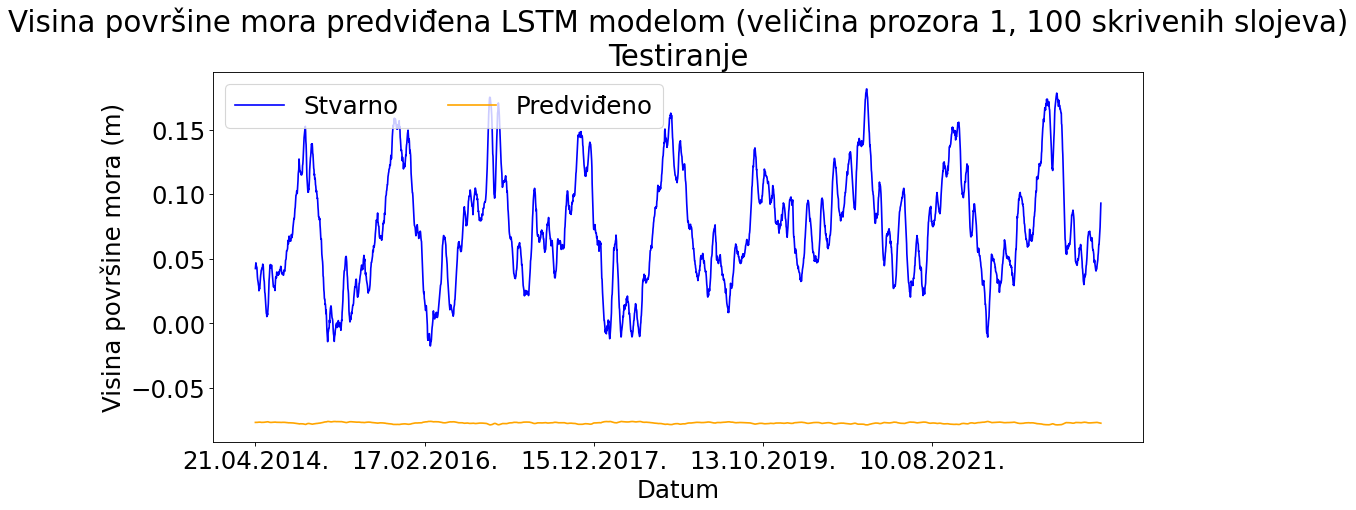 Visina površine mora predviđena LSTM modelom (veličina prozora 1, 100 skrivenih slojeva)
Testiranje
Stvarno
Predviđeno
Visina površine mora (m)
0.15
0.10
0.05
0.00
−0.05
21.04.2014.
17.02.2016.
15.12.2017.
13.10.2019.
10.08.2021.
Datum